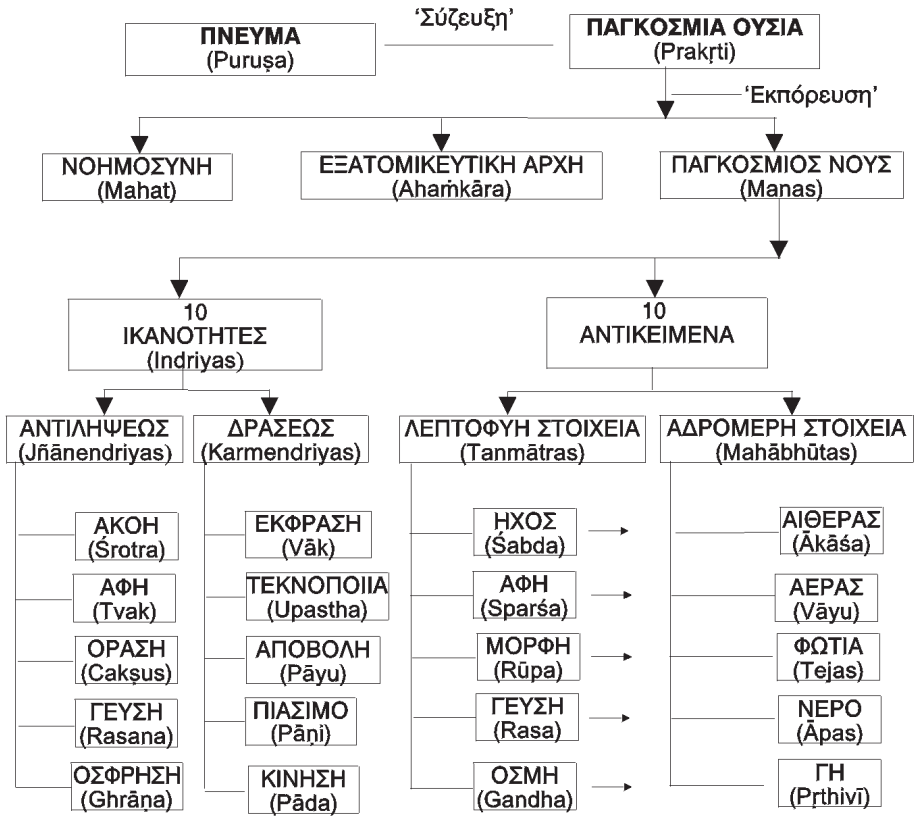 ‘Σύζευξη’
ΠΝΕΥΜΑ
(Puruṣa)
ΠΑΓΚΟΣΜΙΑ ΟΥΣΙΑ
(Prakṛti)
‘Εκπόρευση’
ΝΟΗΜΟΣΥΝΗ
(Mahat)
ΕΞΑΤΟΜΙΚΕΥΤΙΚΗ ΑΡΧΗ
(Ahaṁkāra)
ΠΑΓΚΟΣΜΙΟΣ ΝΟΥΣ
(Manas)
10
ΙΚΑΝΟΤΗΤΕΣ
(Indriyas)
10
ΑΝΤΙΚΕΙΜΕΝΑ
ΑΝΤΙΛΗΨΕΩΣ
(Jñānendriyas)
ΔΡΑΣΕΩΣ
(Karmendriyas)
ΛΕΠΤΟΦΥΗ ΣΤΟΙΧΕΙΑ
(Tanmātras)
ΑΔΡΟΜΕΡΗ ΣΤΟΙΧΕΙΑ
(Mahābhūtas)
ΑΚΟΗ
(Śrotra)
ΕΚΦΡΑΣΗ
(Vāk)
ΗΧΟΣ
(Śabda)
ΑΙΘΕΡΑΣ
(Ākāśa)
ΑΦΗ
(Tvak)
ΤΕΚΝΟΠΟΙΙΑ
(Upastha)
ΑΦΗ
(Sparśa)
ΑΕΡΑΣ
(Vāyu)
ΟΡΑΣΗ
(Cakṣus)
ΑΠΟΒΟΛΗ
(Pāyu)
ΜΟΡΦΗ
(Rūpa)
ΦΩΤΙΑ
(Tejas)
ΓΕΥΣΗ
(Rasana)
ΠΙΑΣΙΜΟ
(Pāṇi)
ΓΕΥΣΗ
(Rasa)
ΝΕΡΟ
(Āpas)
ΟΣΦΡΗΣΗ
(Ghrāṇa)
ΚΙΝΗΣΗ
(Pāda)
ΟΣΜΗ
(Gandha)
ΓΗ
(Pṛthivī)